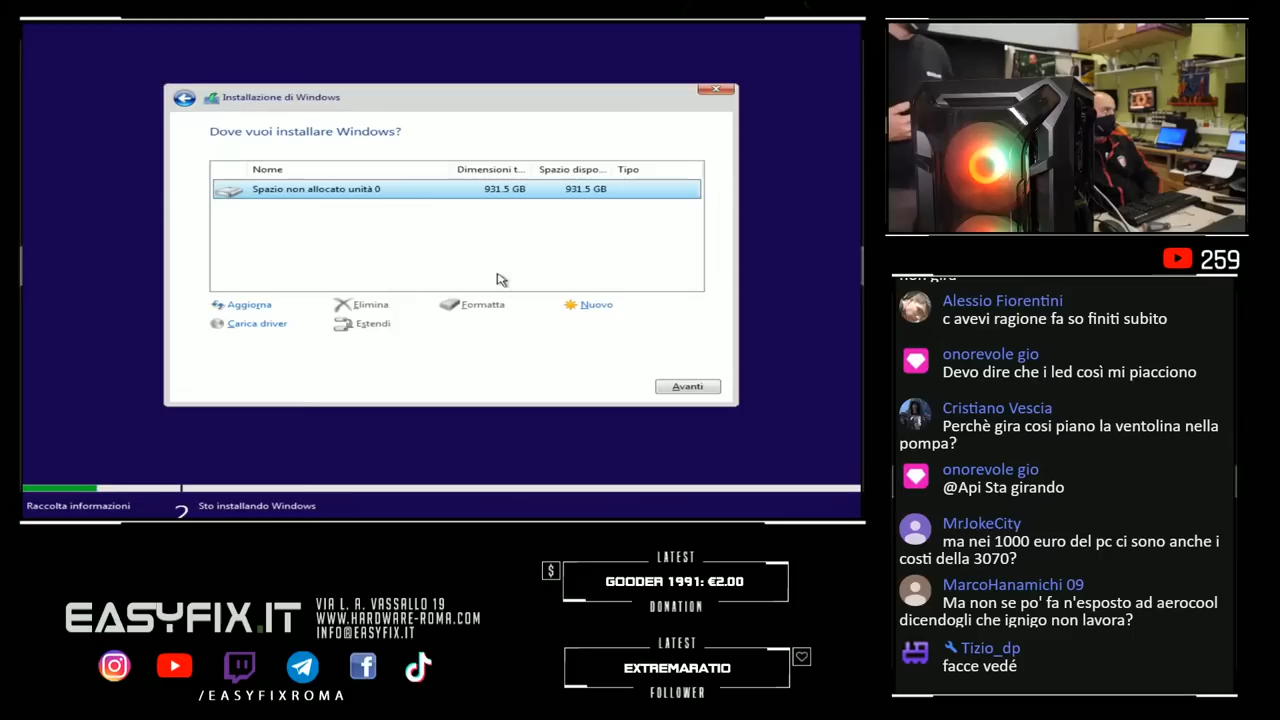 Installazione di Windows
Dove vuoi installare Windows?
Nome Dimensioni t... Spazio dispo... Tipo
Spazio non allocato unità 0 931.5 GB 931.5 GB
Aggiorna Elimina Formatta Nuovo
Carica driver Estendi
Avanti
Raccolta informazioni 2 Sto installando Windows
259
non gira
Alessio Fiorentini
c avevi ragione fa so finiti subito
onorevole gio
Devo dire che i led così mi piacciono
Cristiano Vescia
Perchè gira cosi piano la ventolina nella
pompa?
onorevole gio
@Api Sta girando
MrJokeCity
ma nei 1000 euro del pc ci sono anche i
costi della 3070?
MarcoHanamichi 09
Ma non se po' fa n'esposto ad aerocool
dicendogli che ignigo non lavora?
Tizio_dp
facce vedé
EASYFIX.IT
VIA L. A. VASSALLO 19
WWW.HARDWARE-ROMA.COM
INFO@EASYFIX.IT
/EASYFIXROMA
LATEST
$
GOODER 1991: €2.00
DONATION
LATEST
EXTREMARATIO
FOLLOWER